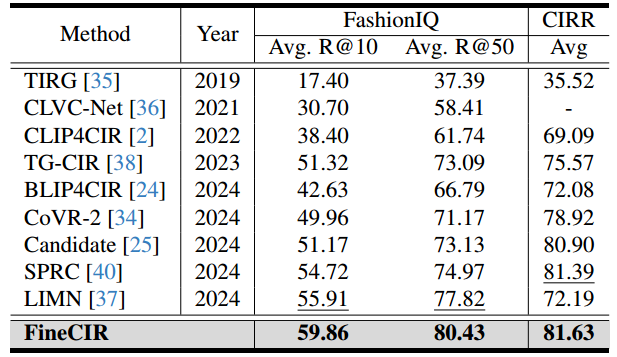 Method Year FashionIQ CIRR
Avg. R@10 Avg. R@50 Avg
TIRG [35] 2019 17.40 37.39 35.52
CLVC-Net [36] 2021 30.70 58.41 -
CLIP4CIR [2] 2022 38.40 61.74 69.09
TG-CIR [38] 2023 51.32 73.09 75.57
BLIP4CIR [24] 2024 42.63 66.79 72.08
CoVR-2 [34] 2024 49.96 71.17 78.92
Candidate [25] 2024 51.17 73.13 80.90
SPRC [40] 2024 54.72 74.97 81.39
LIMN [37] 2024 55.91 77.82 72.19
FineCIR 59.86 80.43 81.63